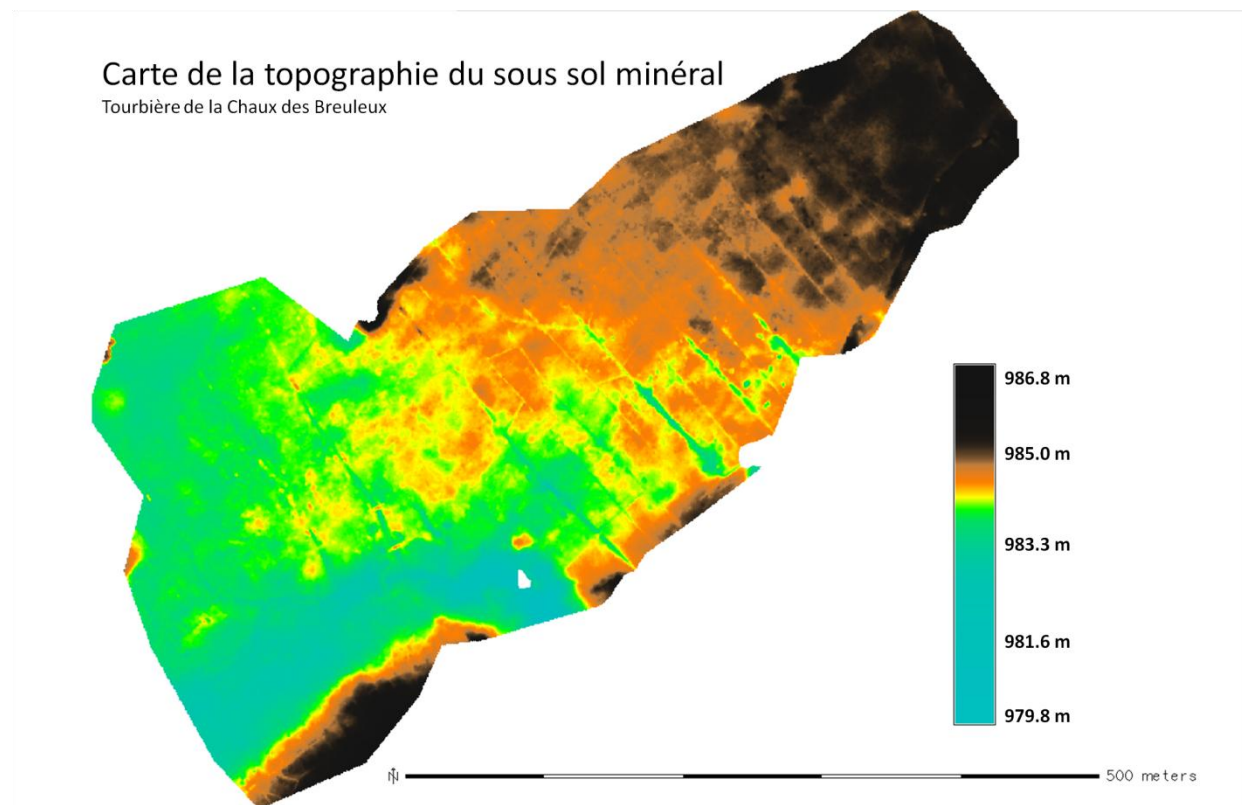 Carte de la topographie du sous sol minéral
Tourbière de la Chaux des Breuleux
986.8 m
985.0 m
983.3 m
981.6 m
979.8 m
N
500 meters